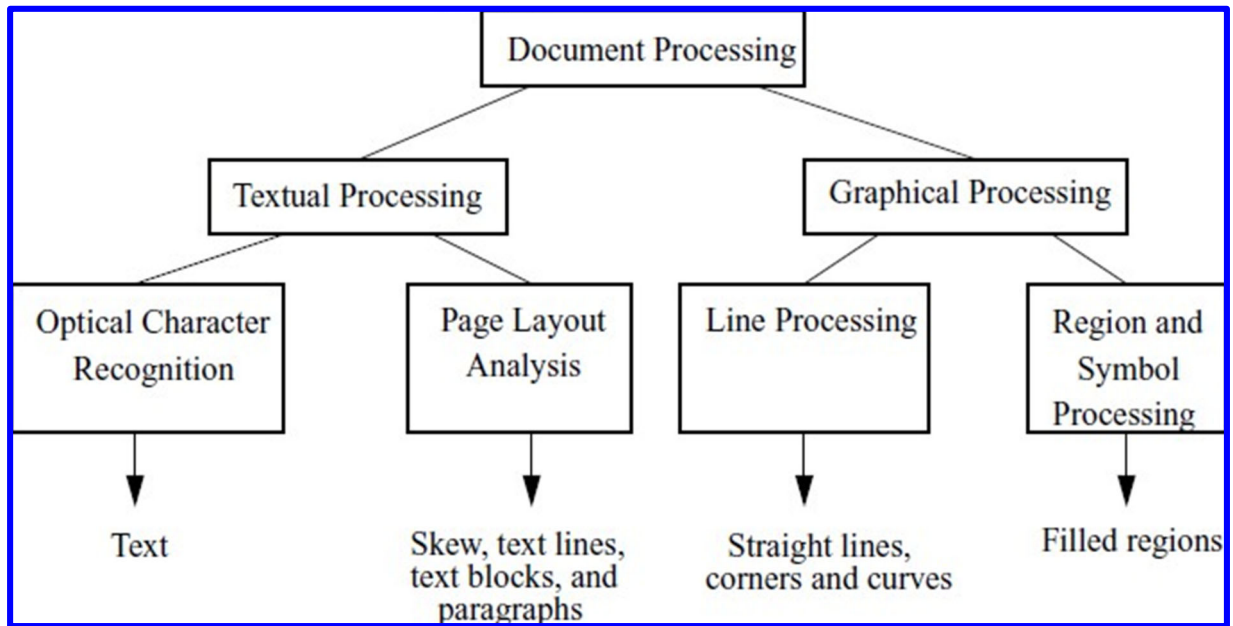 Document Processing
Textual Processing
Graphical Processing
Optical Character
Recognition
Page Layout
Analysis
Line Processing
Region and
Symbol
Processing
Text
Skew, text lines,
text blocks, and
paragraphs
Straight lines,
corners and curves
Filled regions